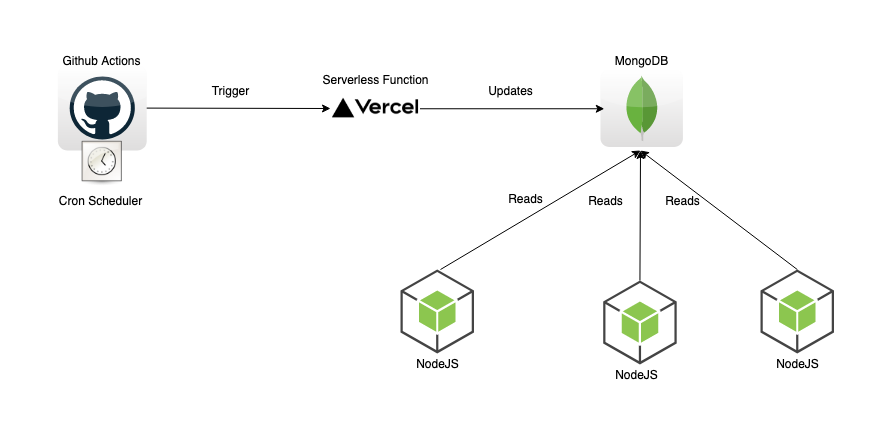 Github Actions
Trigger
Cron Scheduler
Serverless Function
Vercel
Updates
MongoDB
Reads
Reads
Reads
NodeJS
NodeJS
NodeJS